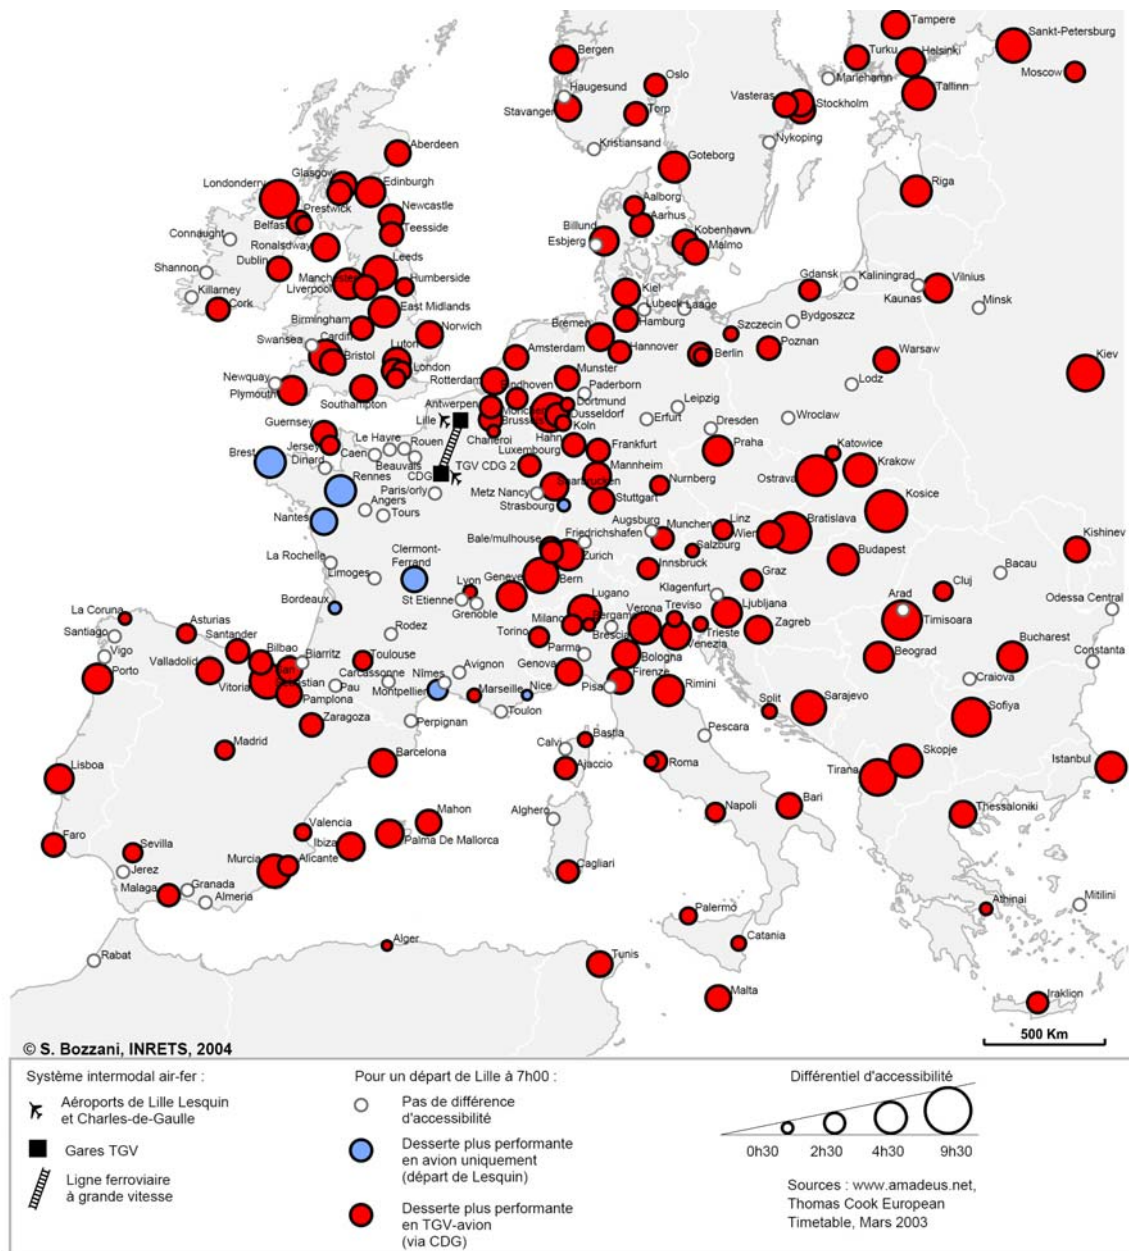 Tampere
Sankt-Petersburg
Bergen
Turku
Helsinki
Oslo
Moscow
Haugesund
Mariehamn
Vasteras
Stockholm
Tallinn
Stavanger
Torp
Kristiansand
Nykoping
Aberdeen
Goteborg
Glasgow
Londonderry
Edinburgh
Riga
Prestwick
Newcastle
Aalborg
Belfast
Teesside
Aarhus
Connaught
Billund
Kobenhavn
Ronaldsway
Esbjerg
Malmo
Dublin
Leeds
Shannon
Manchester
Humberside
Gdansk
Kaliningrad
Vilnius
Liverpool
Kiel
Killarney
Kaunas
Cork
East Midlands
Lubeck
Laage
Minsk
Birmingham
Norwich
Bremen
Hamburg
Bydgoszcz
Swansea
Cardin
Szczecin
Luton
Hannover
Poznan
Bristol
Amsterdam
Berlin
Warsaw
London
Munster
Kiev
Newquay
Rotterdam
Eindhoven
Paderborn
Lodz
Plymouth
Dortmund
Leipzig
Southampton
Antwerpen
Dusseldorf
Wroclaw
Lille
Brussels
Koln
Erfurt
Dresden
Guernsey
Charleroi
Hahn
Jersey
Le Havre
Rouen
Frankfurt
Praha
Katowice
Brest
Caen
Luxembourg
Krakow
Dinard
Beauvais
TGV CDG 2
Mannheim
Rennes
CDG
Saarbrucken
Nurnberg
Ostrava
Paris/orly
Metz Nancy
Kosice
Angers
Strasbourg
Stuttgart
Nantes
Tours
Augsburg
Munchen
Linz
Bratislava
Friedrichshafen
Wien
Kishinev
La Rochelle
Clermont-
Ferrand
Bale/mulhouse
Zurich
Salzburg
Budapest
Limoges
Innsbruck
Bacau
Lyon
Geneve
Bern
Graz
Cluj
St Etienne
Klagenfurt
Bordeaux
Grenoble
Lugano
Ljubljana
Arad
Odessa Central
La Coruna
Verona
Treviso
Timisoara
Asturias
Milano
Bergam
Trieste
Zagreb
Santiago
Rodez
Torino
Brescia
Venezia
Bucharest
Santander
Vigo
Bilbao
Biarritz
Toulouse
Avignon
Parma
Bologna
Beograd
Constanta
Porto
Valladolid
San
Sebastian
Carcassonne
Nîmes
Genova
Firenze
Craiova
Vitoria
Pau
Montpellier
Marseille
Nice
Pisa
Rimini
Pamplona
Toulon
Split
Sarajevo
Sofiya
Zaragoza
Perpignan
Pescara
Madrid
Bastia
Calvi
Skopje
Lisboa
Barcelona
Ajaccio
Roma
Tirana
Istanbul
Mahon
Alghero
Napoli
Bari
Thessaloniki
Faro
Valencia
Sevilla
Ibiza
Palma De Mallorca
Murcia
Alicante
Cagliari
Jerez
Malaga
Granada
Almeria
Athinai
Mitilini
Palermo
Alger
Catania
Rabat
Tunis
Malta
Iraklion
500 Km
© S. Bozzani, INRETS, 2004
Système intermodal air-fer :
Aéroports de Lille Lesquin
et Charles-de-Gaulle
Gares TGV
Ligne ferroviaire
à grande vitesse
Pour un départ de Lille à 7h00 :
Pas de différence
d'accessibilité
Desserte plus performante
en avion uniquement
(départ de Lesquin)
Desserte plus performante
en TGV-avion
(via CDG)
Différentiel d'accessibilité
0h30 2h30 4h30 9h30
Sources : www.amadeus.net,
Thomas Cook European
Timetable, Mars 2003